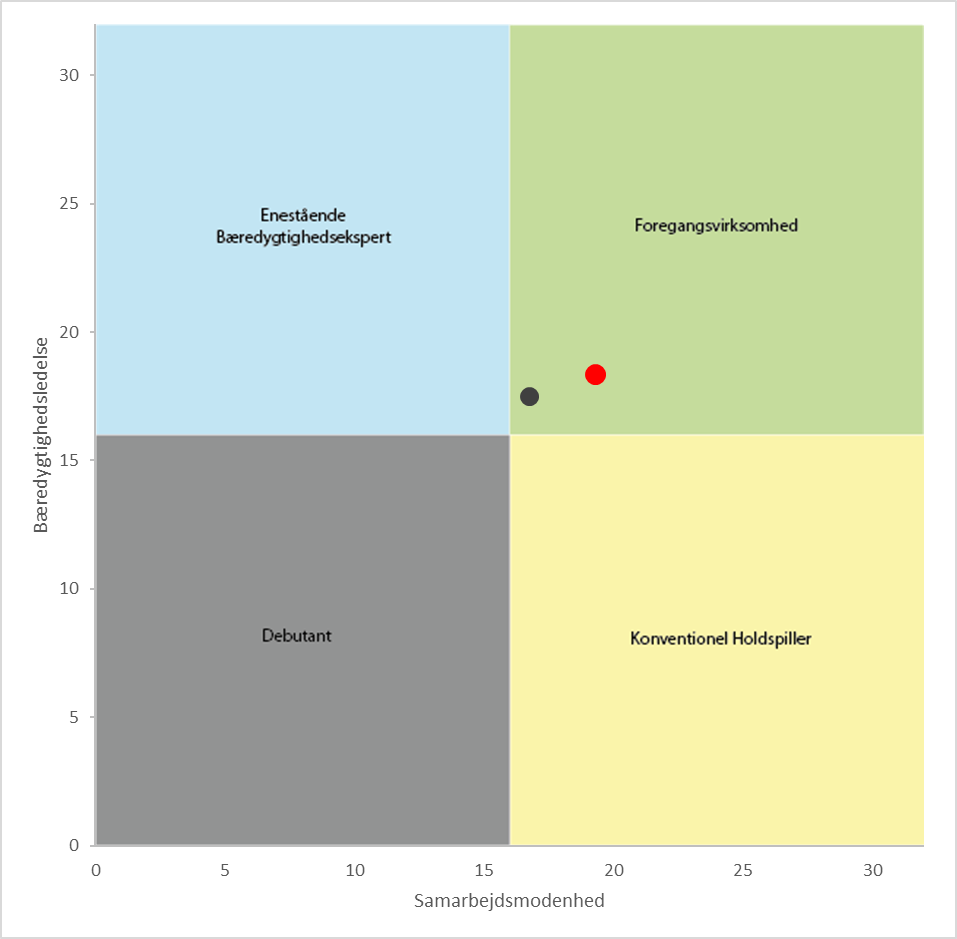 30
25
20
15
10
5
0
Bæredygtighedsledelse
Enestående
Bæredygtighedsekspert
Foregangsvirksomhed
Debutant
Konventionel Holdspiller
0 5 10 15 20 25 30
Samarbejdsmodenhed